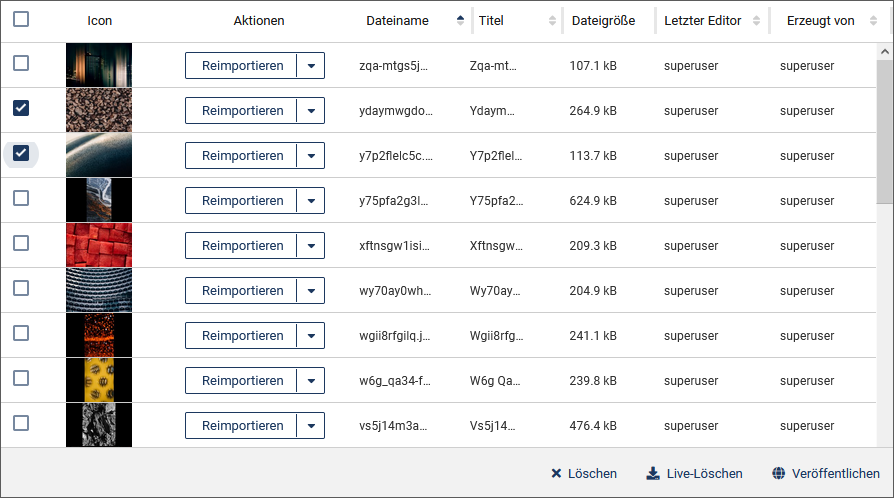 Icon Aktionen Dateiname Titel Dateigröße Letzter Editor Erzeugt von
Reimportieren zqa-mtgs5j... Zqa-mt... 107.1 kB superuser superuser
Reimportieren ydaymwgdo... Ydaym... 264.9 kB superuser superuser
Reimportieren y7p2flelc5c.... Y7p2flel... 113.7 kB superuser superuser
Reimportieren y75pfa2g3l... Y75pfa2... 624.9 kB superuser superuser
Reimportieren xftnsgw1isi... Xftnsgw... 209.3 kB superuser superuser
Reimportieren wy70ay0wh... Wy70ay... 204.9 kB superuser superuser
Reimportieren wgii8rfgilq.j... Wgii8rfg... 241.1 kB superuser superuser
Reimportieren w6g_qa34-f... W6g Qa... 239.8 kB superuser superuser
Reimportieren vs5j14m3a... Vs5j14... 476.4 kB superuser superuser
Löschen Live-Löschen Veröffentlichen